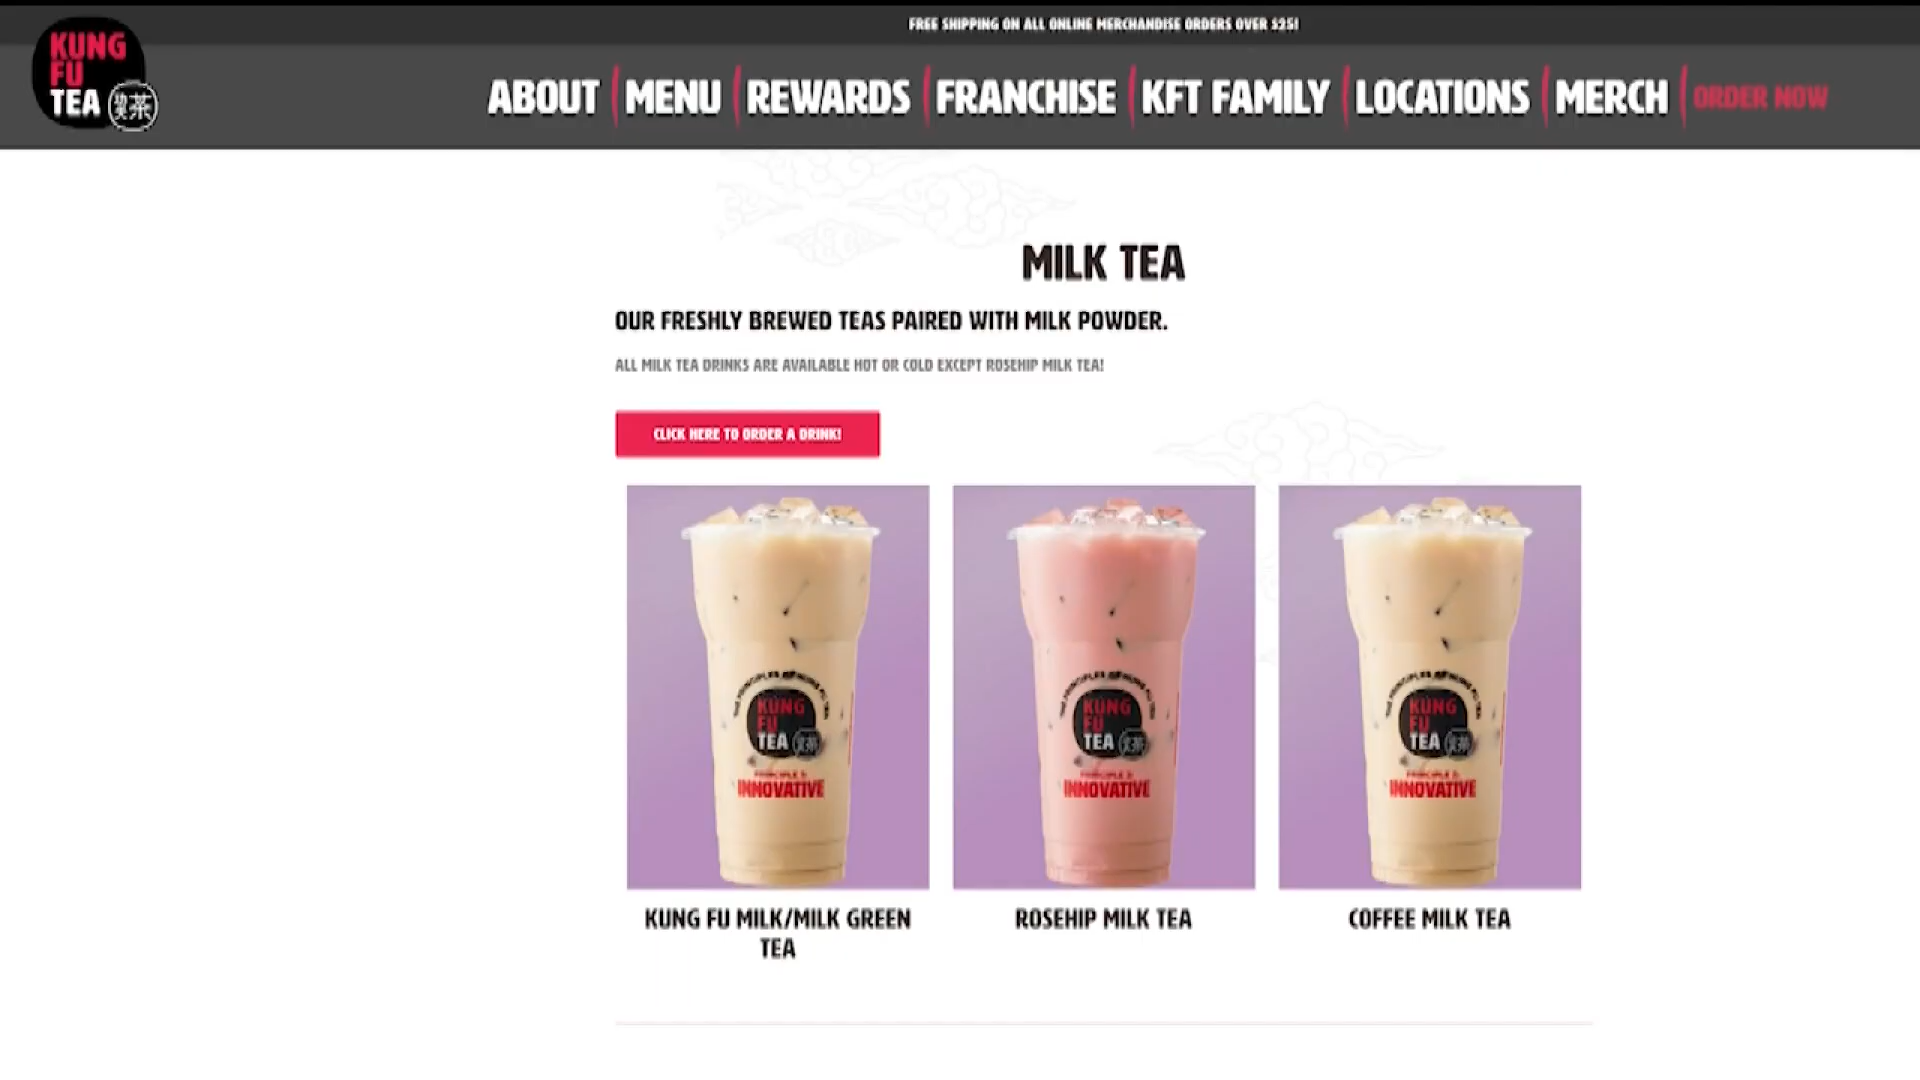 FREE SHIPPING ON ALL ONLINE MERCHANDISE ORDERS OVER $25!
KUNG
FU
TEA
ABOUT MENU REWARDS FRANCHISE KFT FAMILY LOCATIONS MERCH ORDER NOW
MILK TEA
OUR FRESHLY BREWED TEAS PAIRED WITH MILK POWDER.
ALL MILK TEA DRINKS ARE AVAILABLE HOT OR COLD EXCEPT ROSEHIP MILK TEA!
CLICK HERE TO ORDER A DRINK!
KUNG
FU
TEA
INNOVATIVE
KUNG
FU
TEA
INNOVATIVE
KUNG
FU
TEA
INNOVATIVE
KUNG FU MILK/MILK GREEN
TEA
ROSEHIP MILK TEA
COFFEE MILK TEA